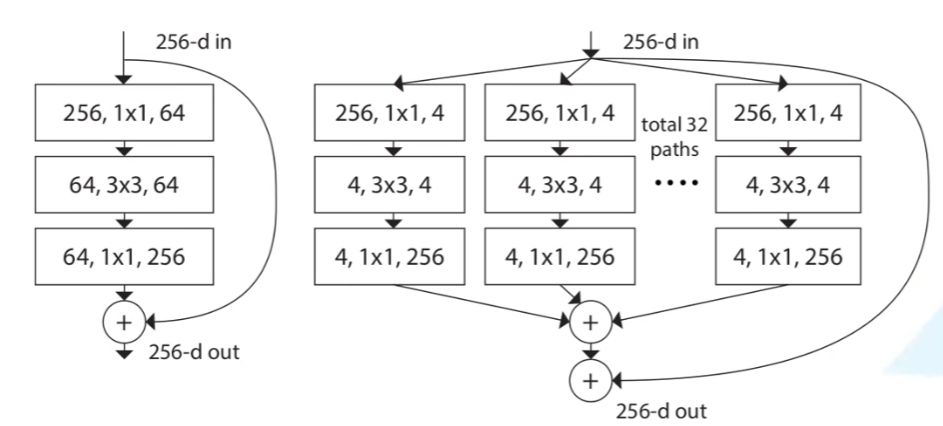 256-d in
256, 1x1, 64
64, 3x3, 64
64, 1x1, 256
+
256-d out
256-d in
256, 1x1, 4
256, 1x1, 4
total 32
paths
256, 1x1, 4
4, 3x3, 4
4, 3x3, 4
....
4, 3x3, 4
4, 1x1, 256
4, 1x1, 256
4, 1x1, 256
+
+
256-d out